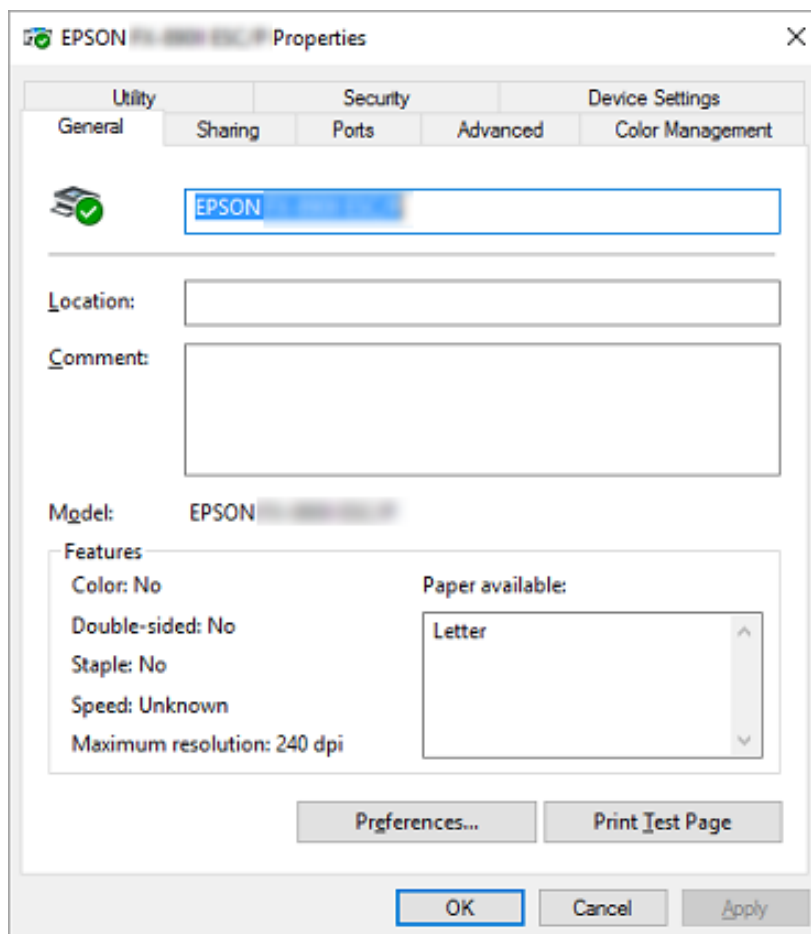 EPSON Properties
Utility Security Device Settings
General Sharing Ports Advanced Color Management
EPSON
Location:
Comment:
Model: EPSON
Features
Color: No Paper available:
Double-sided: No Letter
Staple: No
Speed: Unknown
Maximum resolution: 240 dpi
Preferences... Print Test Page
OK Cancel Apply